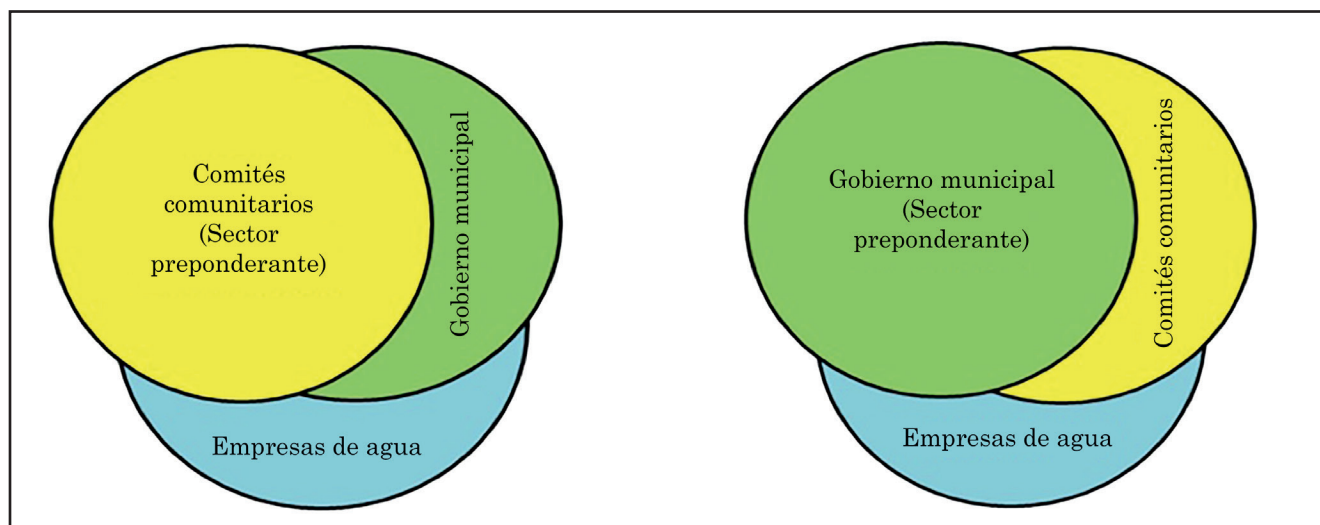 Comités
comunitarios
(Sector
preponderante)
Gobierno municipal
Empresas de agua
Gobierno municipal
(Sector
preponderante)
Comités comunitarios
Empresas de agua